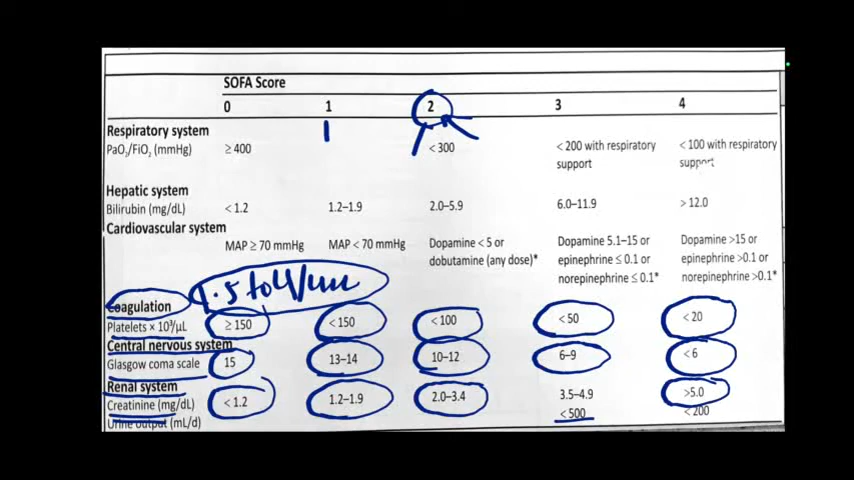 SOFA Score
0 1 2 3 4
Respiratory system
PaO₂/FiO₂ (mmHg) ≥ 400 < 300 < 200 with respiratory support < 100 with respiratory support
Hepatic system
Bilirubin (mg/dL) < 1.2 1.2–1.9 2.0–5.9 6.0–11.9 > 12.0
Cardiovascular system
MAP ≥ 70 mmHg MAP < 70 mmHg Dopamine < 5 or dobutamine (any dose)* Dopamine 5.1–15 or epinephrine ≤ 0.1 or norepinephrine ≤ 0.1* Dopamine >15 or epinephrine >0.1 or norepinephrine >0.1*
Coagulation
Platelets × 10³/µL ≥ 150 < 150 < 100 < 50 < 20
Central nervous system
Glasgow coma scale 15 13–14 10–12 6–9 < 6
Renal system
Creatinine (mg/dL) < 1.2 1.2–1.9 2.0–3.4 3.5–4.9 >5.0
Urine output (mL/d) < 500 < 200